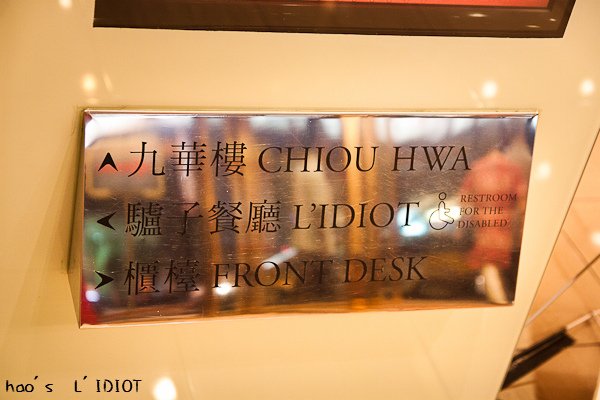 九華樓 CHIOU HWA
驢子餐廳 L'IDIOT
RESTROOM
FOR THE
DISABLED
櫃檯 FRONT DESK
hao's L'IDIOT